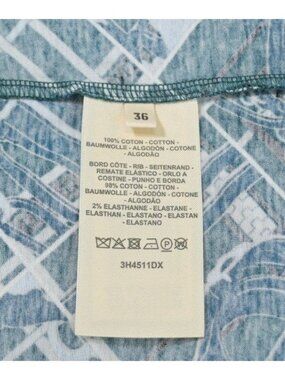 36
100% COTON - COTTON -
BAUMWOLLE - ALGODÓN - COTONE
- ALGODÃO
BORD CÔTE - RIB - SEITENRAND -
REMATE ELÁSTICO - ORLO A
COSTINE - PUNHO E BORDA
98% COTON - COTTON -
BAUMWOLLE - ALGODÓN - COTONE
- ALGODÃO
2% ELASTHANNE - ELASTANE -
ELASTHAN - ELASTANO - ELASTAN
- ELASTANO
3H4511DX